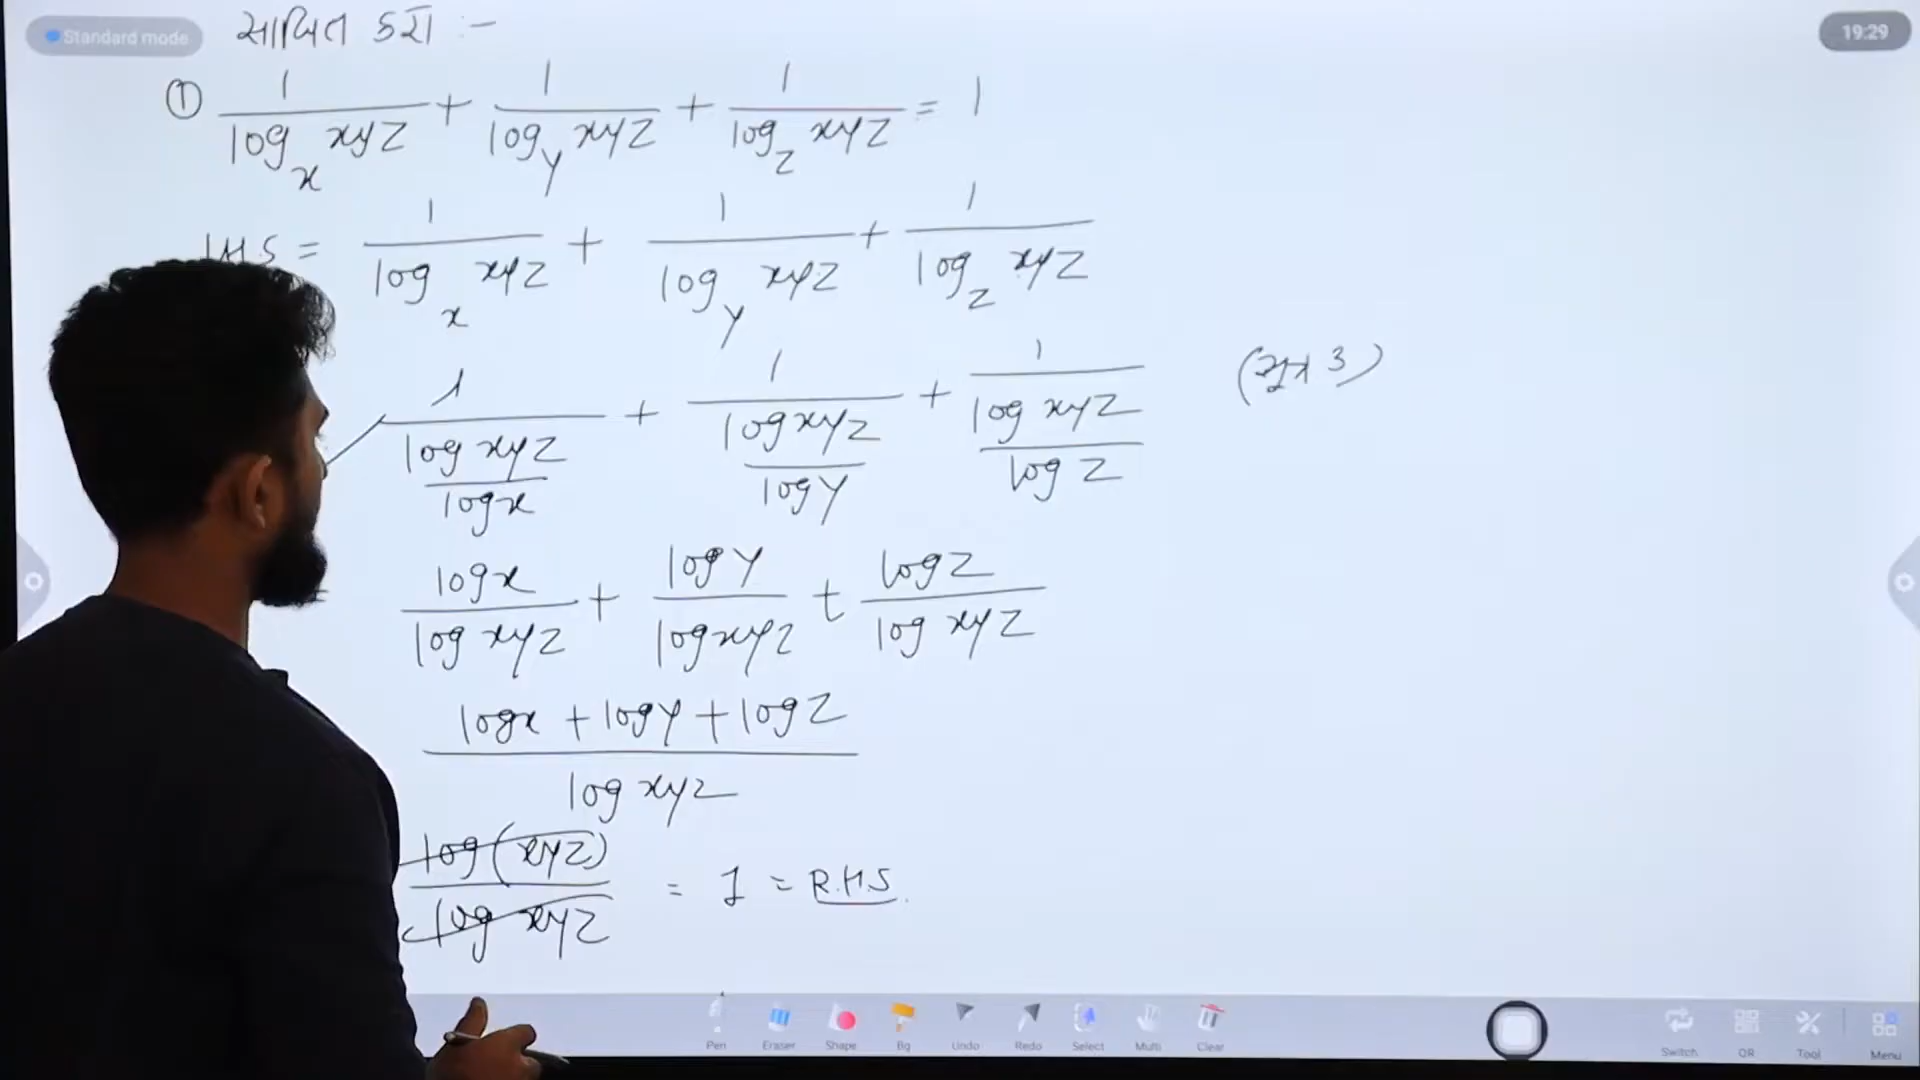 Standard mode
19:29
સાબિત કરો :-
① 1/(log_x xyz) + 1/(log_y xyz) + 1/(log_z xyz) = 1
LHS = 1/(log_x xyz) + 1/(log_y xyz) + 1/(log_z xyz)
1/(log xyz/log x) + 1/(log xyz/log y) + 1/(log xyz/log z) (સૂત્ર 3)
log x/log xyz + log y/log xyz + log z/log xyz
(log x + log y + log z)/log xyz
log(xyz)/log xyz = 1 = R.H.S.
Pen Eraser Shape Bg Undo Redo Select Multi Clear Switch QR Tool Menu